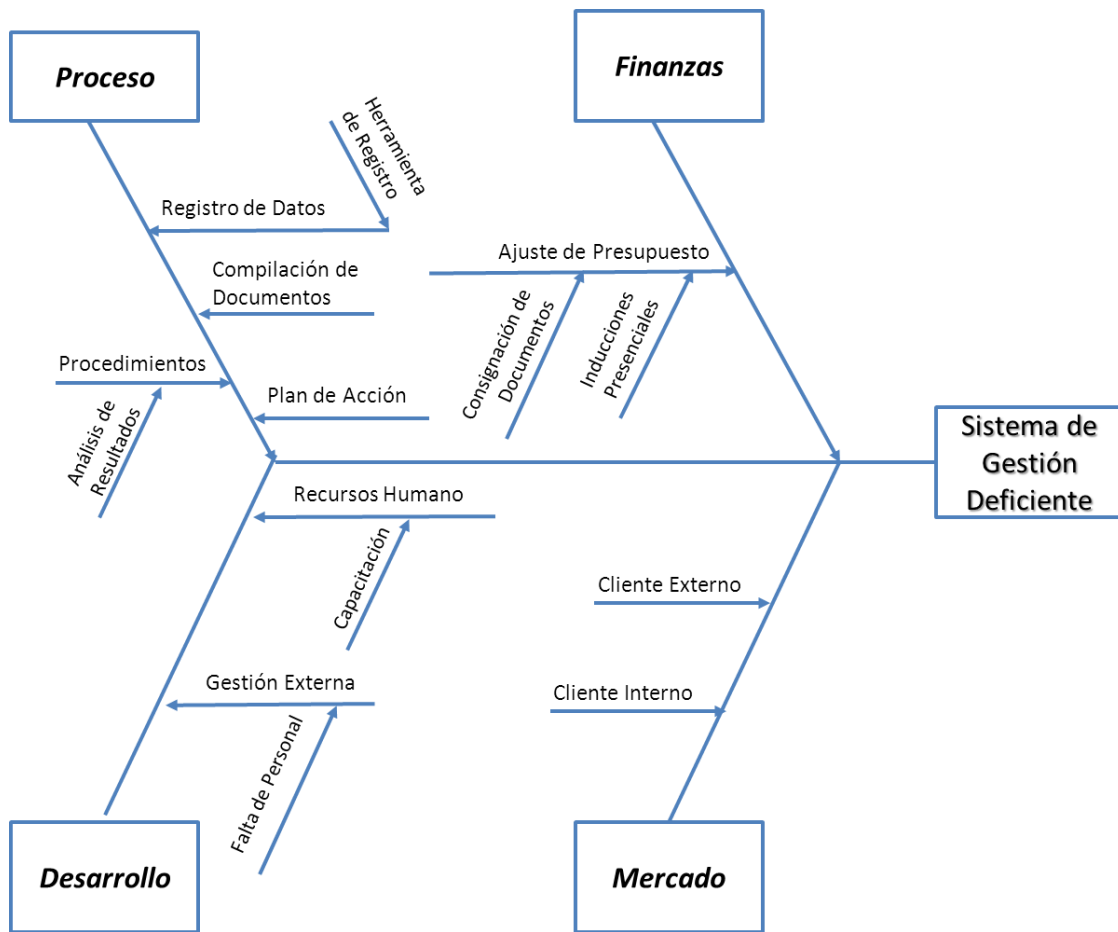 Proceso
Finanzas
Herramienta
de Registro
Registro de Datos
Compilación de
Documentos
Ajuste de Presupuesto
Consignación de
Documentos
Inducciones
Presenciales
Procedimientos
Análisis de
Resultados
Plan de Acción
Sistema de
Gestión
Deficiente
Recursos Humano
Capacitación
Cliente Externo
Gestión Externa
Cliente Interno
Falta de Personal
Desarrollo
Mercado